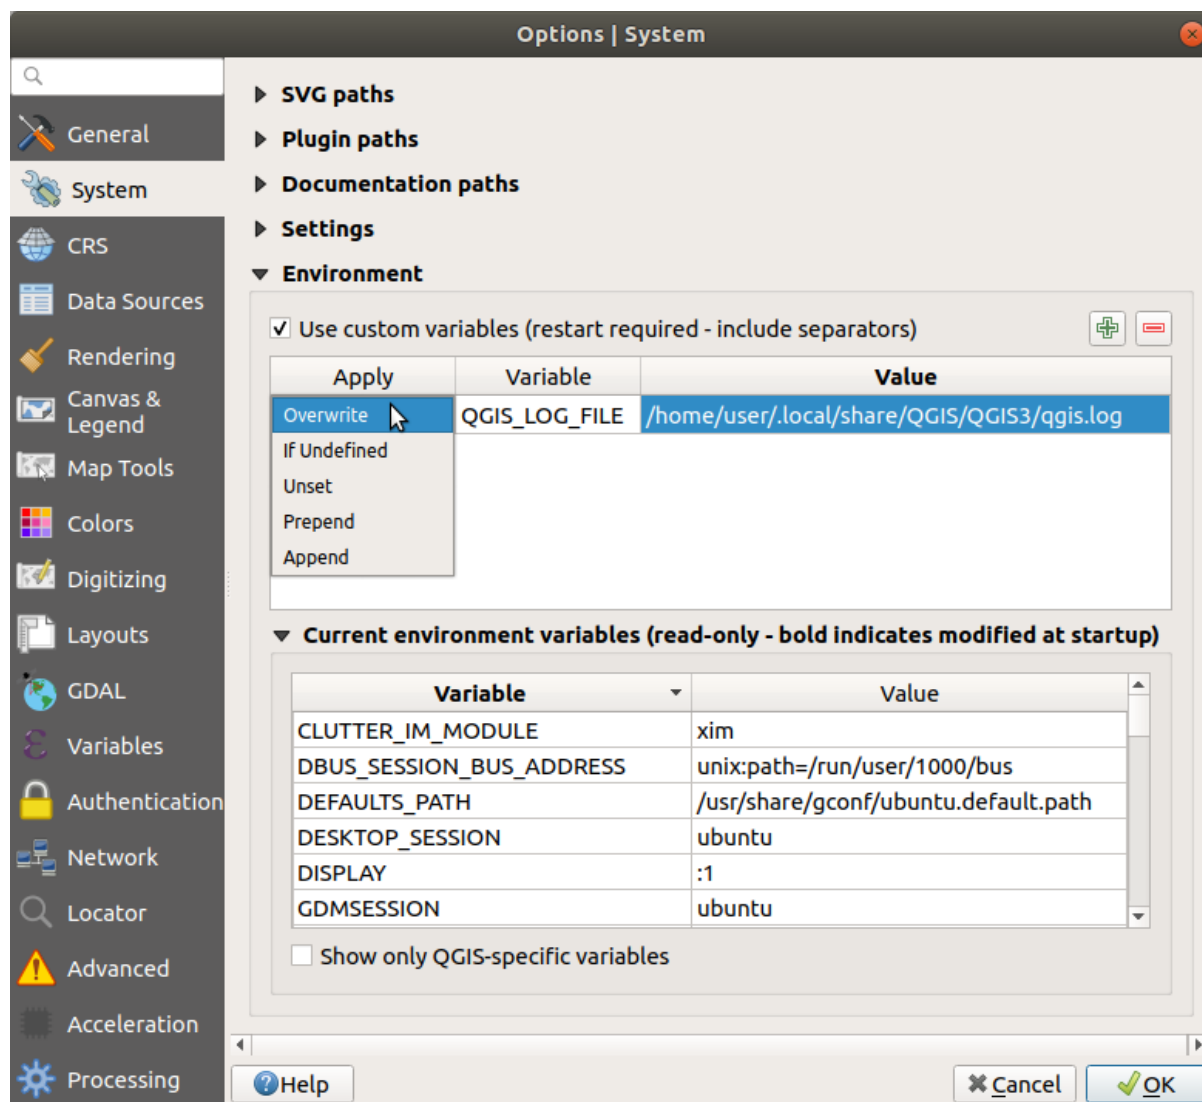 Options | System
General
System
CRS
Data Sources
Rendering
Canvas &
Legend
Map Tools
Colors
Digitizing
Layouts
GDAL
Variables
Authentication
Network
Locator
Advanced
Acceleration
Processing
SVG paths
Plugin paths
Documentation paths
Settings
Environment
Use custom variables (restart required - include separators)
Apply Variable Value
Overwrite QGIS_LOG_FILE /home/user/.local/share/QGIS/QGIS3/qgis.log
If Undefined
Unset
Prepend
Append
Current environment variables (read-only - bold indicates modified at startup)
Variable Value
CLUTTER_IM_MODULE xim
DBUS_SESSION_BUS_ADDRESS unix:path=/run/user/1000/bus
DEFAULTS_PATH /usr/share/gconf/ubuntu.default.path
DESKTOP_SESSION ubuntu
DISPLAY :1
GDMSESSION ubuntu
Show only QGIS-specific variables
Help Cancel OK